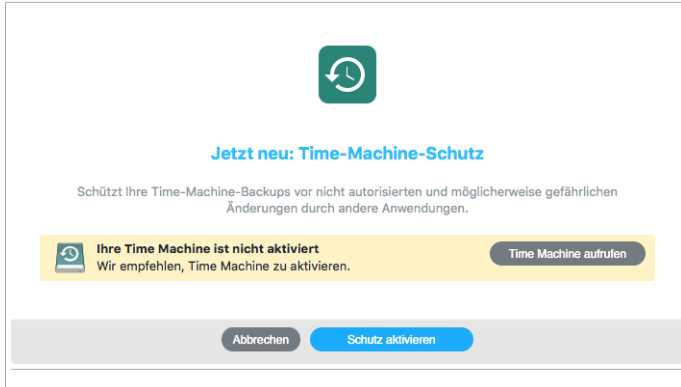 Jetzt neu: Time-Machine-Schutz
Schützt Ihre Time-Machine-Backups vor nicht autorisierten und möglicherweise gefährlichen
Änderungen durch andere Anwendungen.
Ihre Time Machine ist nicht aktiviert
Wir empfehlen, Time Machine zu aktivieren.
Time Machine aufrufen
Abbrechen
Schutz aktivieren